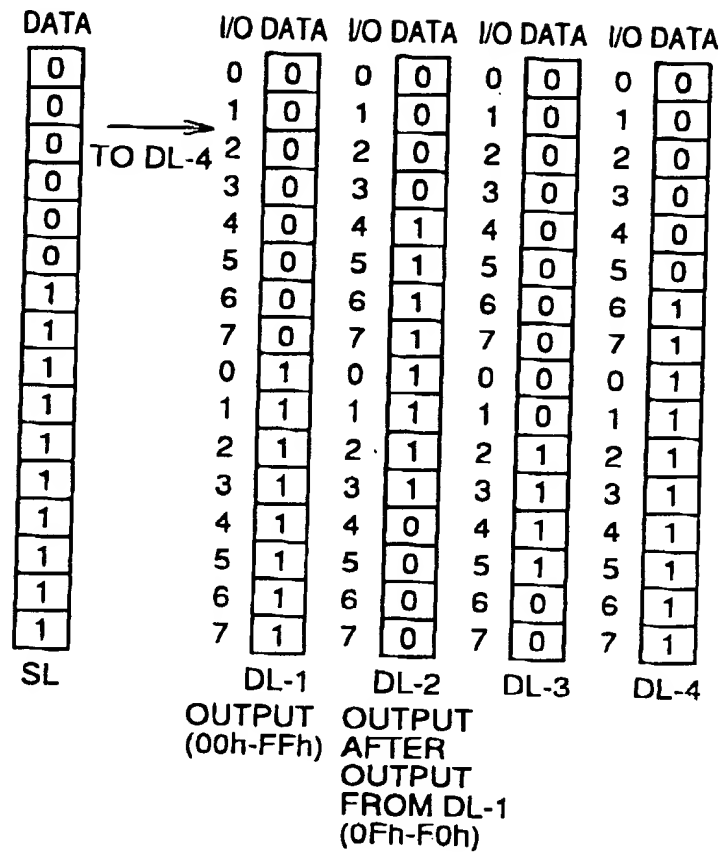 DATA I/O DATA I/O DATA I/O DATA I/O DATA
0 0 0 0 0 0 0 0 0
0 1 0 1 0 1 0 1 0
0 2 0 2 0 2 0 2 0
0 3 0 3 0 3 0 3 0
0 4 0 4 1 4 0 4 0
0 5 0 5 1 5 0 5 0
1 6 0 6 1 6 0 6 1
1 7 0 7 1 7 0 7 1
1 0 1 0 1 0 0 0 1
1 1 1 1 1 1 0 1 1
1 2 1 2 1 2 1 2 1
1 3 1 3 1 3 1 3 1
1 4 1 4 0 4 1 4 1
1 5 1 5 0 5 1 5 1
1 6 1 6 0 6 0 6 1
1 7 1 7 0 7 0 7 1
TO DL-4
SL DL-1 DL-2 DL-3 DL-4
OUTPUT
(00h-FFh)
OUTPUT
AFTER
OUTPUT
FROM DL-1
(0Fh-F0h)